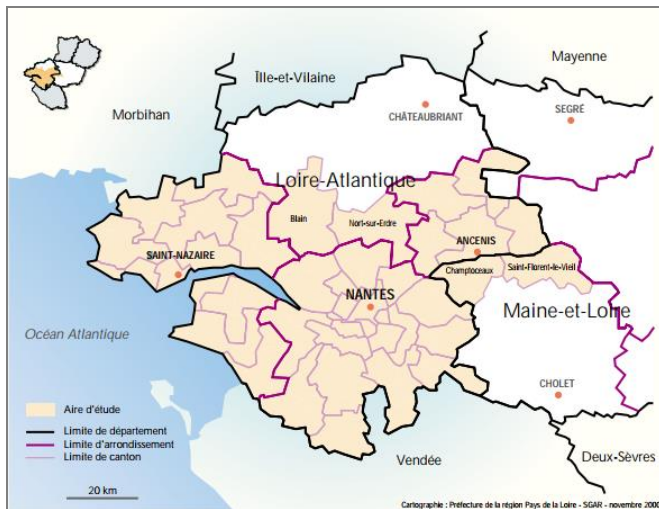 Mayenne
Ille-et-Vilaine
Morbihan
CHÂTEAUBRIANT
SEGRÉ
Loire-Atlantique
Blain
Nort-sur-Erdre
ANCENIS
SAINT-NAZAIRE
Champtoceaux
Saint-Florent-le-Vieil
NANTES
Maine-et-Loire
Océan Atlantique
CHOLET
Aire d'étude
Limite de département
Limite d'arrondissement
Limite de canton
Vendée
Deux-Sèvres
20 km
Cartographie : Préfecture de la région Pays de la Loire - SGAR - novembre 2000